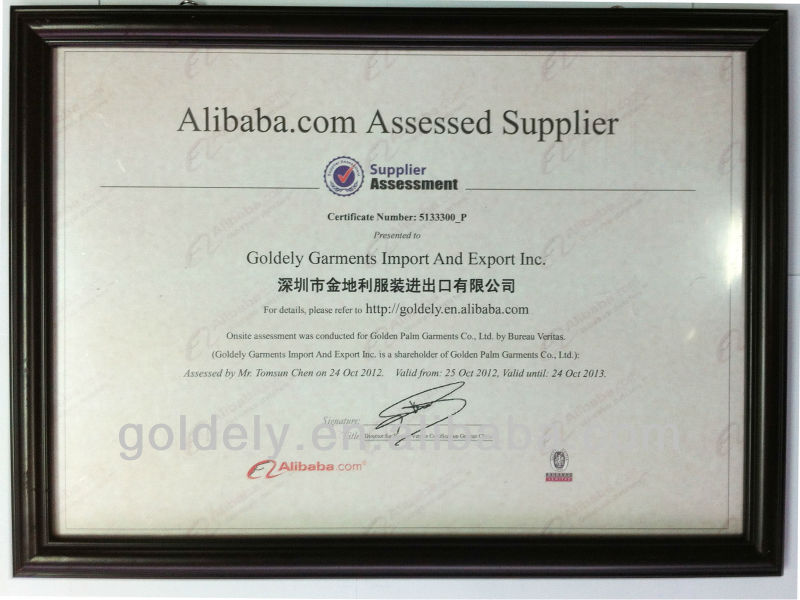 Alibaba.com Assessed Supplier
Supplier
Assessment
Certificate Number: 5133300_P
Presented to
Goldely Garments Import And Export Inc.
深圳市金地利服装进出口有限公司
For details, please refer to http://goldely.en.alibaba.com
Onsite assessment was conducted for Golden Palm Garments Co., Ltd. by Bureau Veritas.
(Goldely Garments Import And Export Inc. is a shareholder of Golden Palm Garments Co., Ltd.):
Assessed by Mr. Tomsun Chen on 24 Oct 2012. Valid from: 25 Oct 2012, Valid until: 24 Oct 2013.
Signature:
goldely.en.alibaba
Alibaba.com